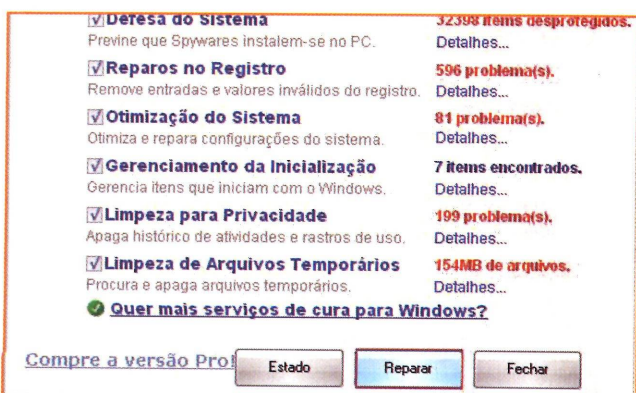 Defesa do Sistema 32398 items desprotegidos.
Previne que Spywares instalem-se no PC. Detalhes...
Reparos no Registro 596 problema(s).
Remove entradas e valores inválidos do registro. Detalhes...
Otimização do Sistema 81 problema(s).
Otimiza e repara configurações do sistema. Detalhes...
Gerenciamento da Inicialização 7 items encontrados.
Gerencia itens que iniciam com o Windows. Detalhes...
Limpeza para Privacidade 199 problema(s).
Apaga histórico de atividades e rastros de uso. Detalhes...
Limpeza de Arquivos Temporários 154MB de arquivos.
Procura e apaga arquivos temporários. Detalhes...
Quer mais serviços de cura para Windows?
Compre a versão Pro! Estado Reparar Fechar